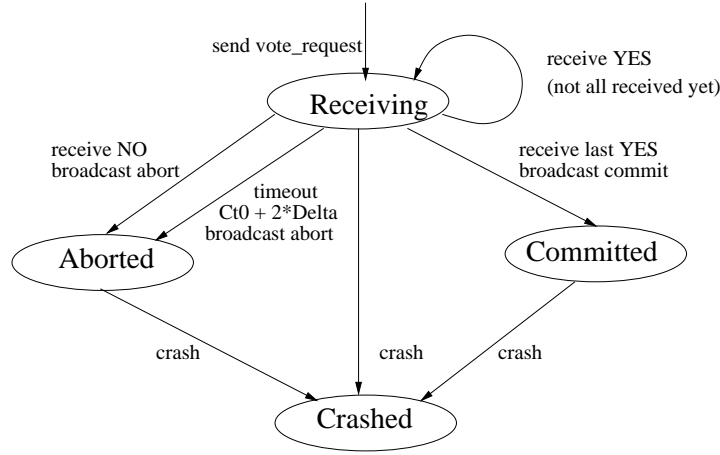 send vote_request
receive YES
(not all received yet)
Receiving
receive NO
broadcast abort
timeout
Ct0 + 2*Delta
broadcast abort
receive last YES
broadcast commit
Aborted
Committed
crash
crash
crash
Crashed